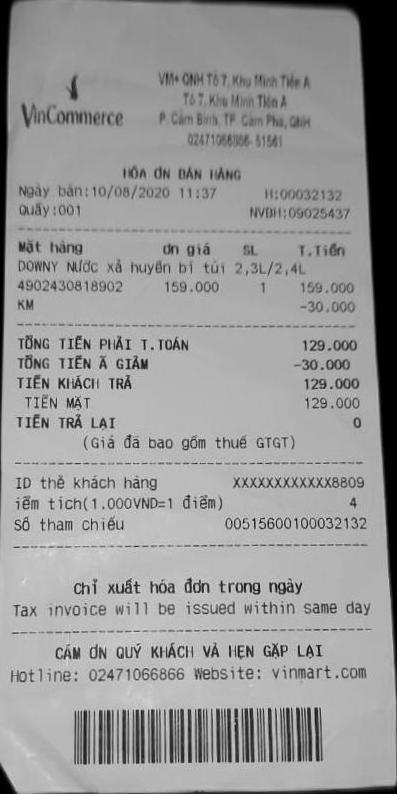 VinCommerce
VM+ QNH Tổ 7, Khu Minh Tiến A
Tổ 7, Khu Minh Tiến A
P. Cẩm Bình, TP. Cẩm Phả, QNH
02471066866-51561
HÓA ƠN BÁN HÀNG
Ngày bán:10/08/2020 11:37 H:00032132
Quầy:001 NVBH:09025437
Mặt hàng ơn giá SL T.Tiền
DOWNY Nước xả huyền bí túi 2,3L/2,4L
4902430818902 159.000 1 159.000
KM -30.000
TỔNG TIỀN PHẢI T.TOÁN 129.000
TỔNG TIỀN Ã GIẢM -30.000
TIỀN KHÁCH TRẢ 129.000
TIỀN MẶT 129.000
TIỀN TRẢ LẠI 0
(Giá đã bao gồm thuế GTGT)
ID thẻ khách hàng XXXXXXXXXXXX8809
iểm tích(1.000VND=1 điểm) 4
Số tham chiếu 00515600100032132
Chỉ xuất hóa đơn trong ngày
Tax invoice will be issued within same day
CẢM ƠN QUÝ KHÁCH VÀ HẸN GẶP LẠI
Hotline: 02471066866 Website: vinmart.com